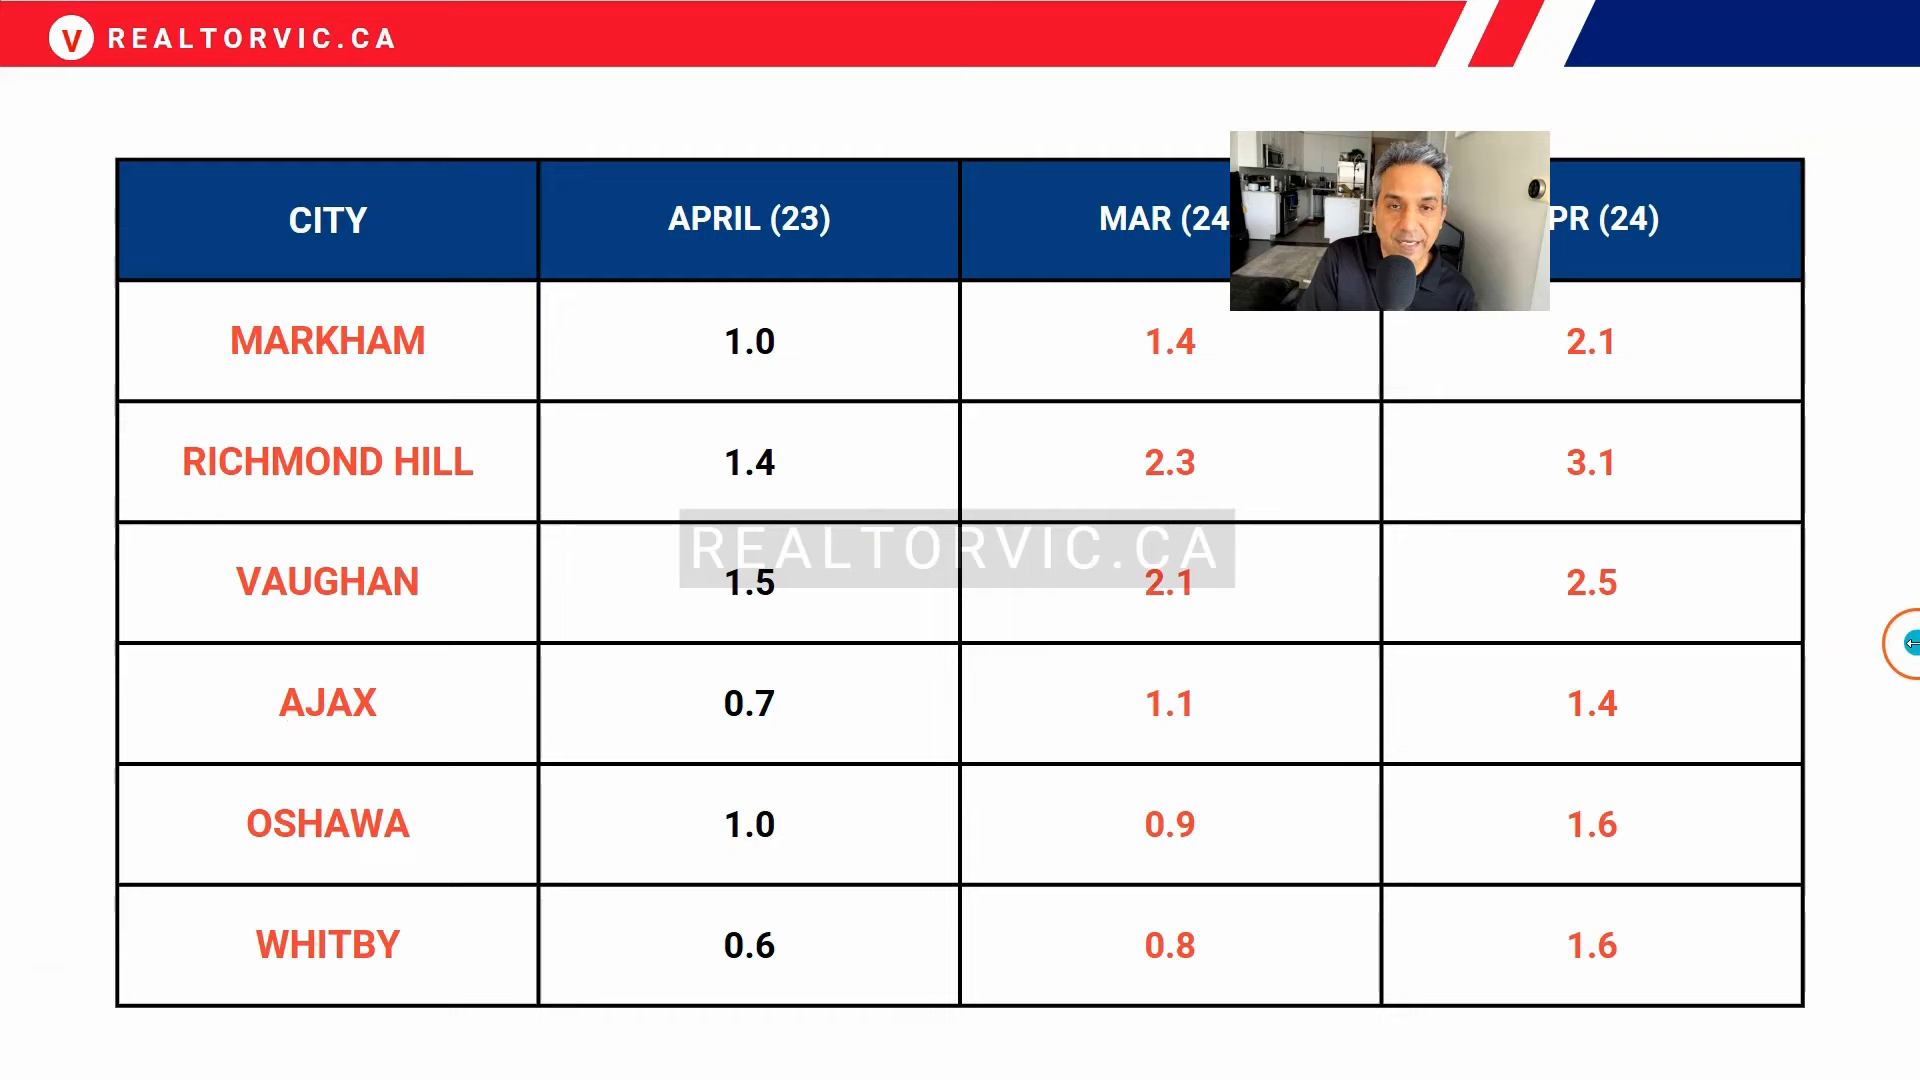 V REALTORVIC.CA
CITY APRIL (23) MAR (24 PR (24)
MARKHAM 1.0 1.4 2.1
RICHMOND HILL 1.4 2.3 3.1
REALTORVIC.CA
VAUGHAN 1.5 2.1 2.5
AJAX 0.7 1.1 1.4
OSHAWA 1.0 0.9 1.6
WHITBY 0.6 0.8 1.6